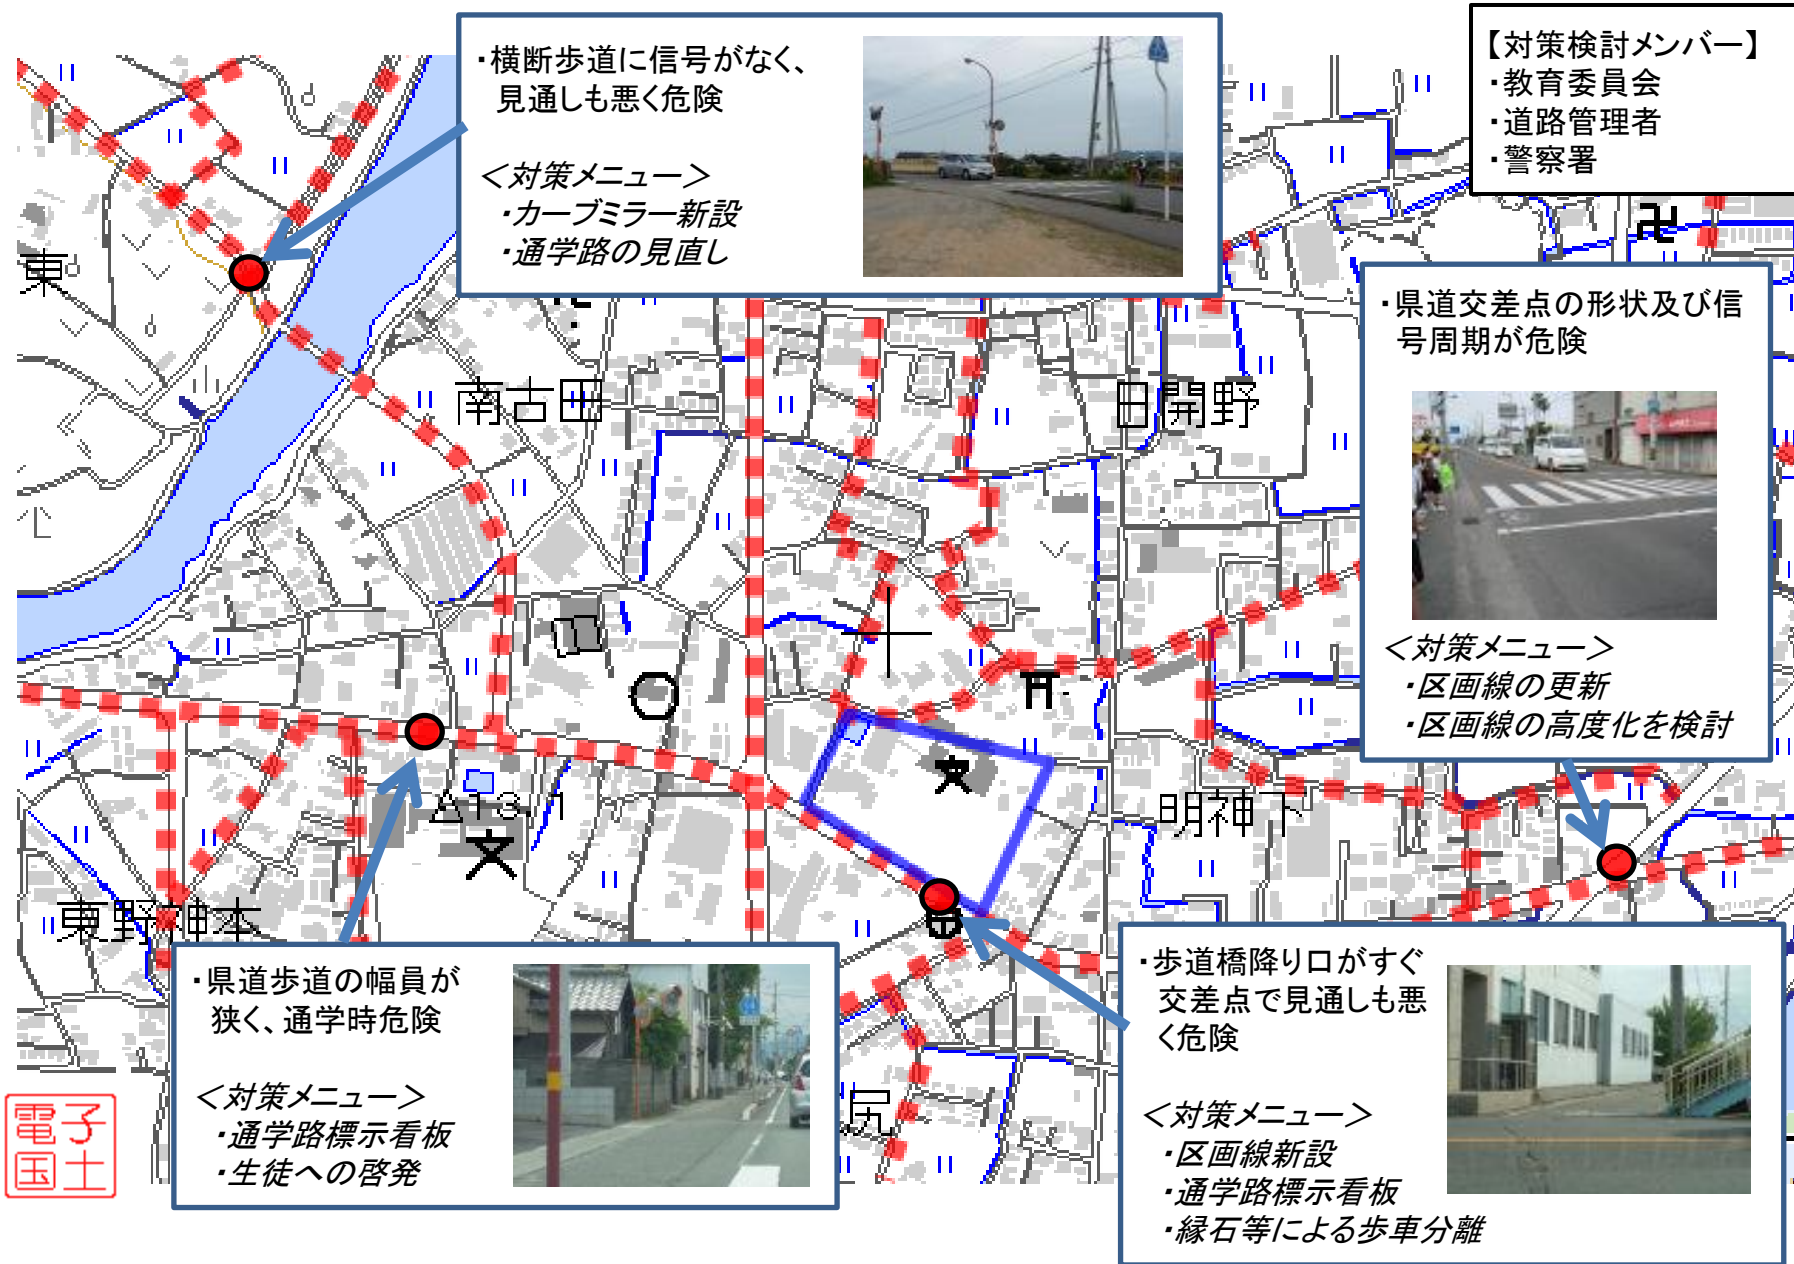 ・横断歩道に信号がなく、
見通しも悪く危険
＜対策メニュー＞
・カーブミラー新設
・通学路の見直し
【対策検討メンバー】
・教育委員会
・道路管理者
・警察署
・県道交差点の形状及び信
号周期が危険
＜対策メニュー＞
・区画線の更新
・区画線の高度化を検討
東
南古田
日開野
明神下
△13.1
東野神本
尻
・県道歩道の幅員が
狭く、通学時危険
＜対策メニュー＞
・通学路標示看板
・生徒への啓発
・歩道橋降り口がすぐ
交差点で見通しも悪
く危険
＜対策メニュー＞
・区画線新設
・通学路標示看板
・縁石等による歩車分離
電子
国土